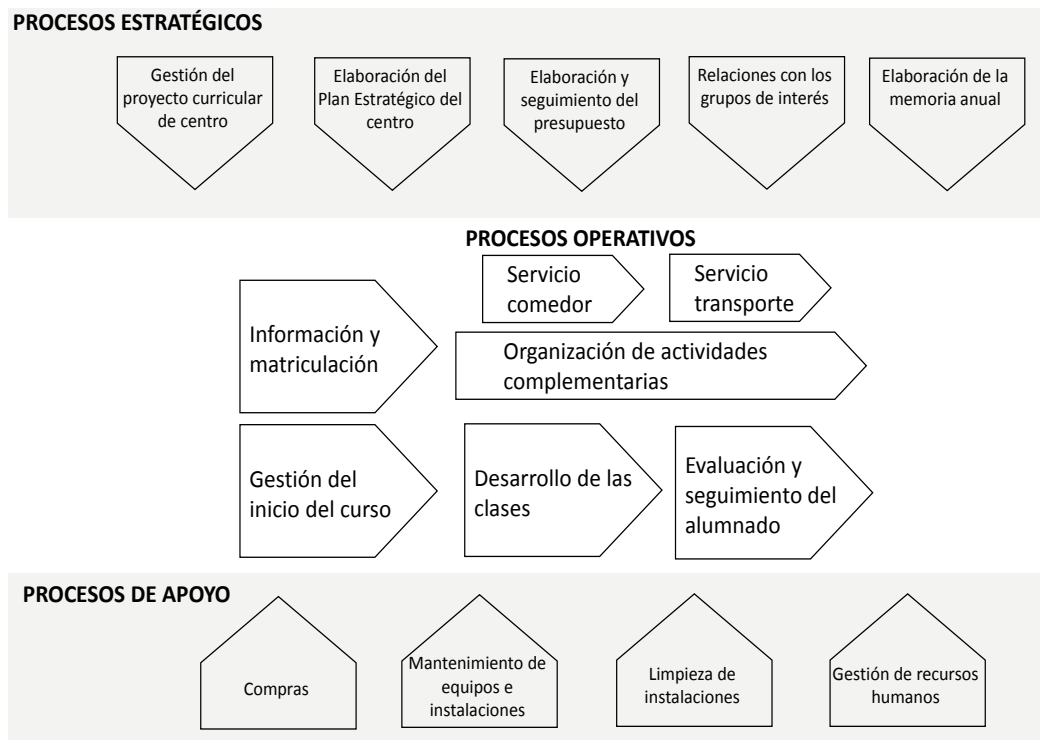 PROCESOS ESTRATÉGICOS
Gestión del
proyecto curricular
de centro
Elaboración del
Plan Estratégico del
centro
Elaboración y
seguimiento del
presupuesto
Relaciones con los
grupos de interés
Elaboración de la
memoria anual
PROCESOS OPERATIVOS
Información y
matriculación
Servicio
comedor
Servicio
transporte
Organización de actividades
complementarias
Gestión del
inicio del curso
Desarrollo de las
clases
Evaluación y
seguimiento del
alumnado
PROCESOS DE APOYO
Compras
Mantenimiento de
equipos e
instalaciones
Limpieza de
instalaciones
Gestión de recursos
humanos